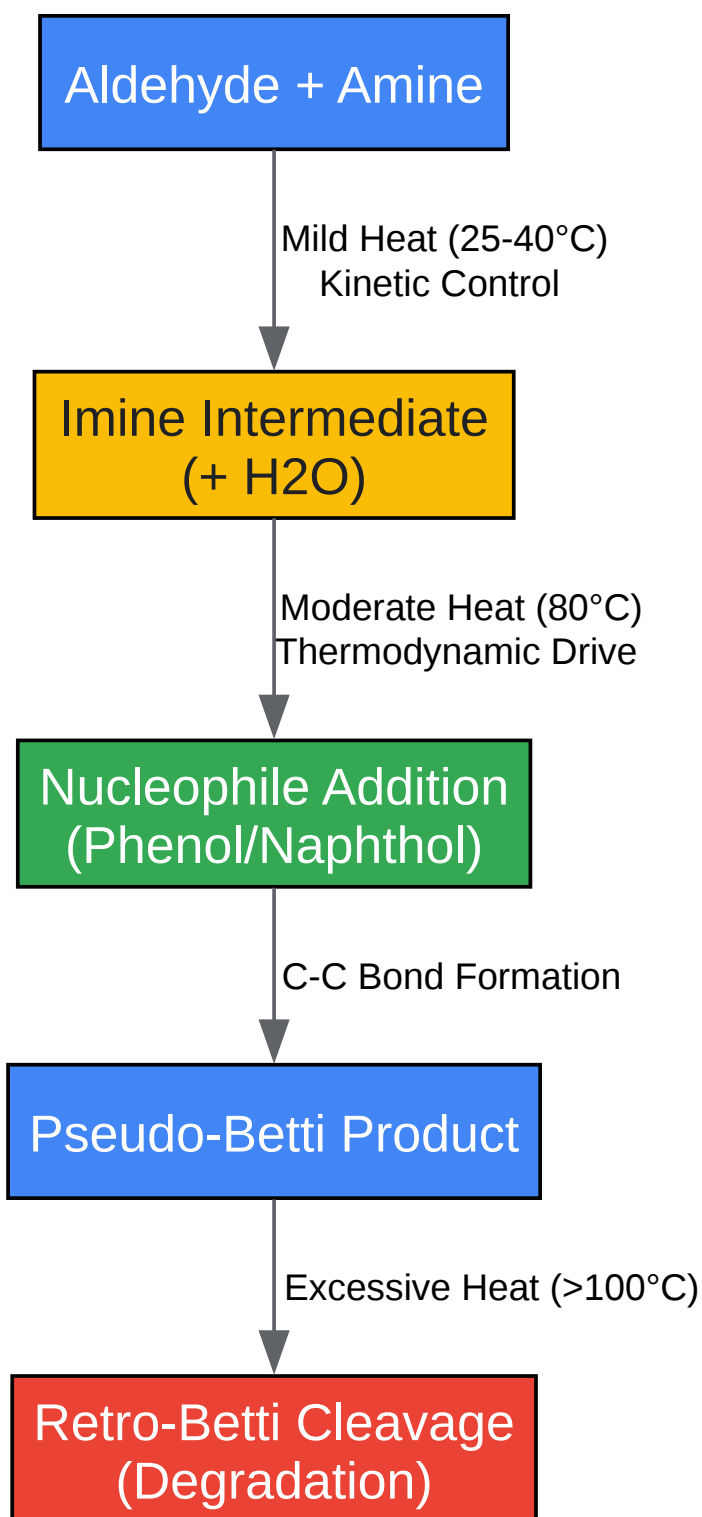 Aldehyde + Amine
Mild Heat (25-40°C)
Kinetic Control
Imine Intermediate
(+ H2O)
Moderate Heat (80°C)
Thermodynamic Drive
Nucleophile Addition
(Phenol/Naphthol)
C-C Bond Formation
Pseudo-Betti Product
Excessive Heat (>100°C)
Retro-Betti Cleavage
(Degradation)